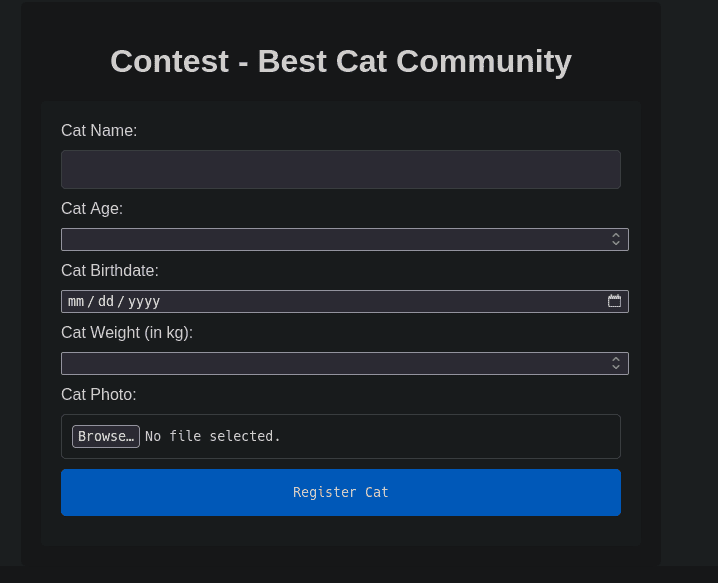 Contest - Best Cat Community
Cat Name:
Cat Age:
Cat Birthdate:
mm / dd / yyyy
Cat Weight (in kg):
Cat Photo:
Browse… No file selected.
Register Cat